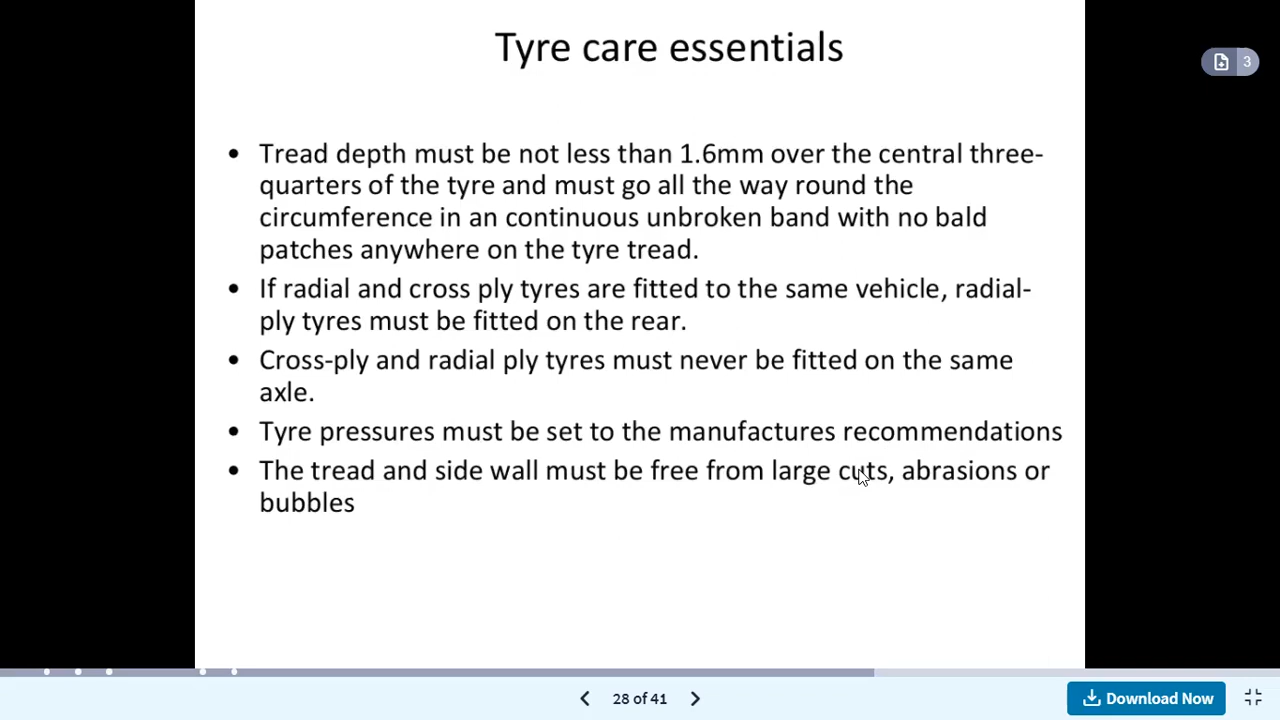 Tyre care essentials
3
• Tread depth must be not less than 1.6mm over the central three-
quarters of the tyre and must go all the way round the
circumference in an continuous unbroken band with no bald
patches anywhere on the tyre tread.
• If radial and cross ply tyres are fitted to the same vehicle, radial-
ply tyres must be fitted on the rear.
• Cross-ply and radial ply tyres must never be fitted on the same
axle.
• Tyre pressures must be set to the manufactures recommendations
• The tread and side wall must be free from large cuts, abrasions or
bubbles
28 of 41
Download Now